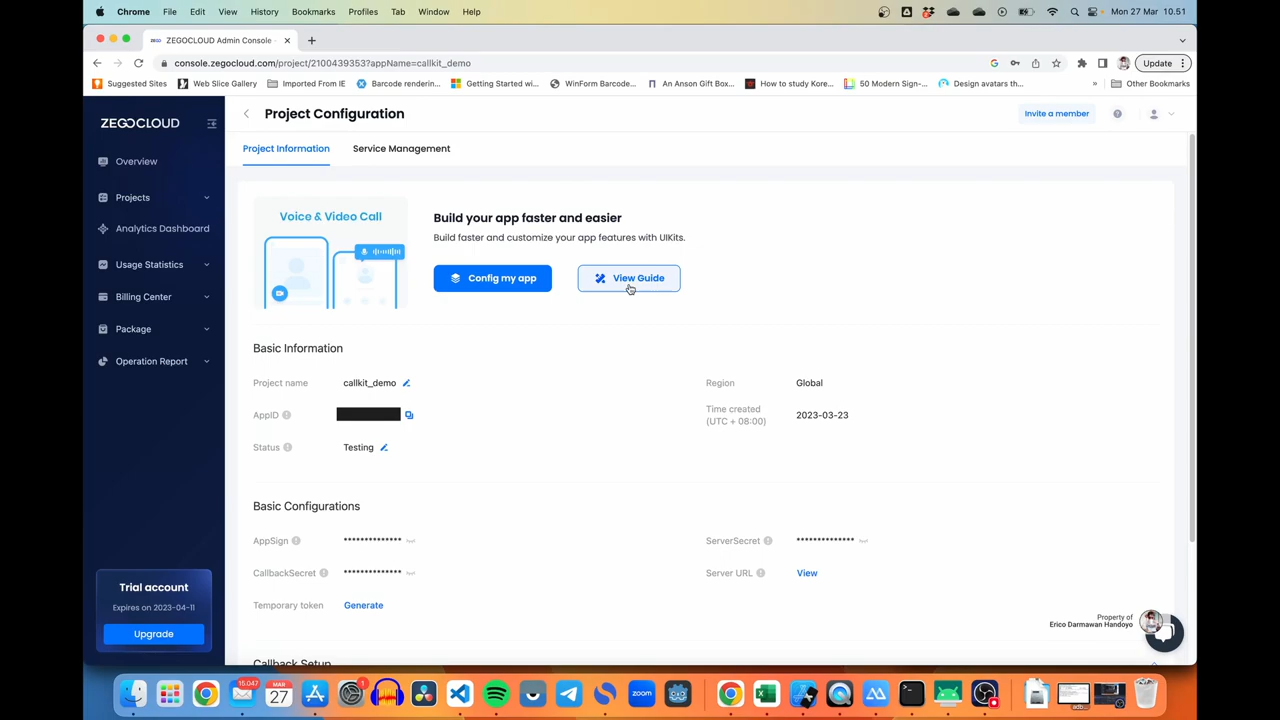 Chrome File Edit View History Bookmarks Profiles Tab Window Help Mon 27 Mar 10.51
ZEGOCLOUD Admin Console -
console.zegocloud.com/project/2100439353?appName=callkit_demo Update
Suggested Sites Web Slice Gallery Imported From IE Barcode renderin... Getting Started wi... WinForm Barcode... An Anson Gift Box... How to study Kore... 50 Modern Sign-... Design avatars th... » Other Bookmarks
ZEGOCLOUD
Overview
Projects
Analytics Dashboard
Usage Statistics
Billing Center
Package
Operation Report
Trial account
Expires on 2023-04-11
Upgrade
Project Configuration
Invite a member
Project Information Service Management
Voice & Video Call
Build your app faster and easier
Build faster and customize your app features with UIKits.
Config my app View Guide
Basic Information
Project name callkit_demo
Region Global
AppID
Time created
(UTC + 08:00) 2023-03-23
Status Testing
Basic Configurations
AppSign **************
ServerSecret **************
CallbackSecret **************
Server URL View
Temporary token Generate
Property of
Erico Darmawan Handoyo
Callback Setup
15.047
MAR
27
1
zoom
adb